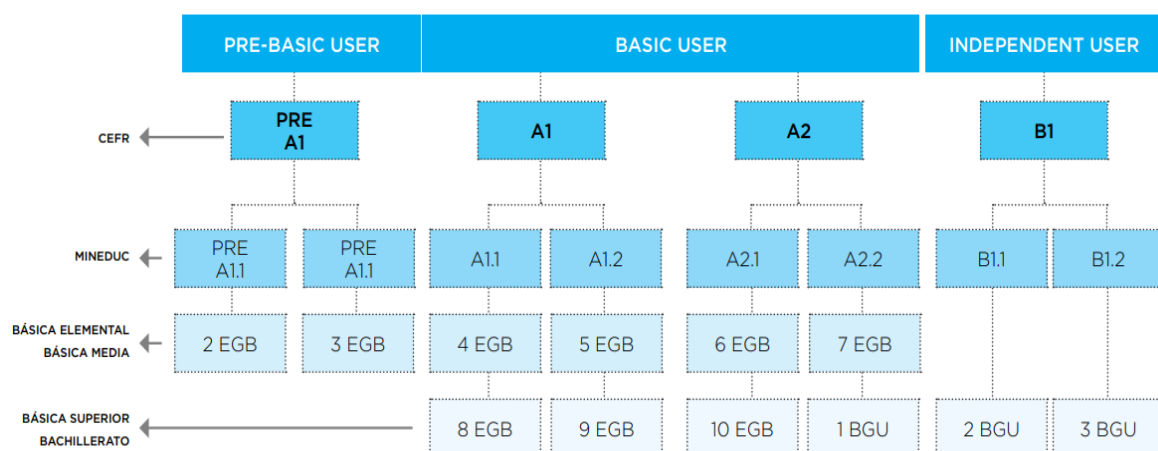 PRE-BASIC USER BASIC USER INDEPENDENT USER
CEFR
PRE
A1
A1
A2
B1
MINEDUC
PRE
A1.1
PRE
A1.1
A1.1
A1.2
A2.1
A2.2
B1.1
B1.2
BÁSICA ELEMENTAL
BÁSICA MEDIA
2 EGB
3 EGB
4 EGB
5 EGB
6 EGB
7 EGB
BÁSICA SUPERIOR
BACHILLERATO
8 EGB
9 EGB
10 EGB
1 BGU
2 BGU
3 BGU